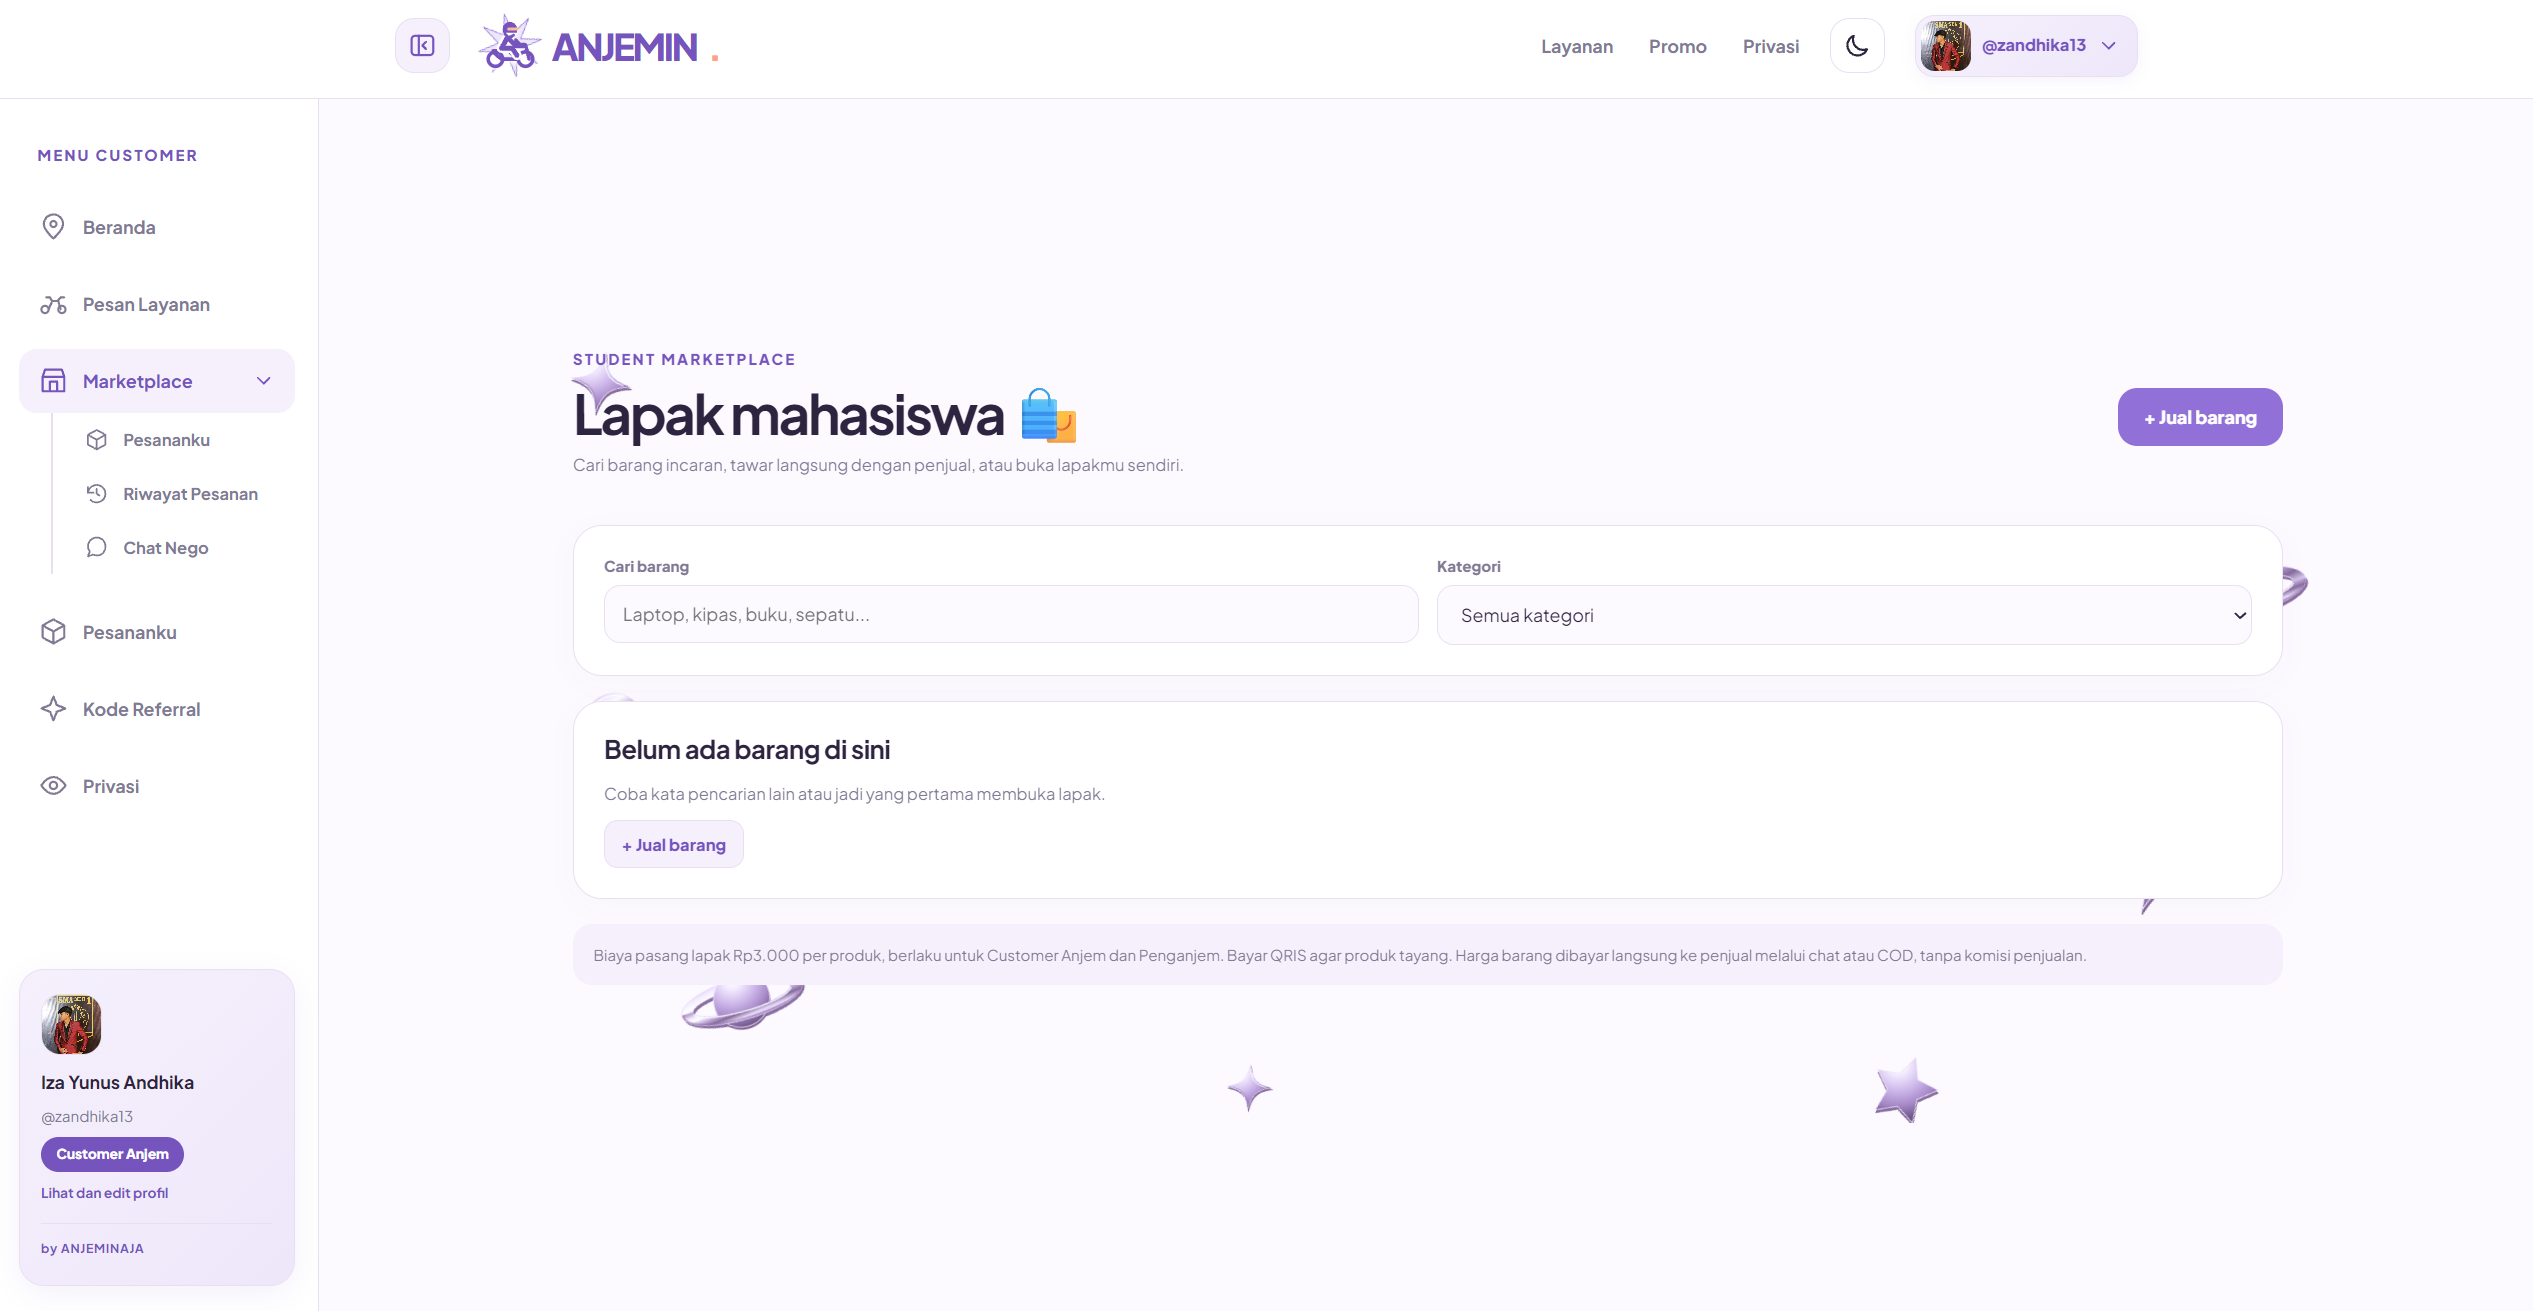 ANJEMIN .
Layanan
Promo
Privasi
@zandhika13
MENU CUSTOMER
Beranda
Pesan Layanan
Marketplace
Pesananku
Riwayat Pesanan
Chat Nego
Pesananku
Kode Referral
Privasi
Iza Yunus Andhika
@zandhika13
Customer Anjem
Lihat dan edit profil
by ANJEMINAJA
STUDENT MARKETPLACE
Lapak mahasiswa
Cari barang incaran, tawar langsung dengan penjual, atau buka lapakmu sendiri.
+ Jual barang
Cari barang
Laptop, kipas, buku, sepatu...
Kategori
Semua kategori
Belum ada barang di sini
Coba kata pencarian lain atau jadi yang pertama membuka lapak.
+ Jual barang
Biaya pasang lapak Rp3.000 per produk, berlaku untuk Customer Anjem dan Penganjem. Bayar QRIS agar produk tayang. Harga barang dibayar langsung ke penjual melalui chat atau COD, tanpa komisi penjualan.